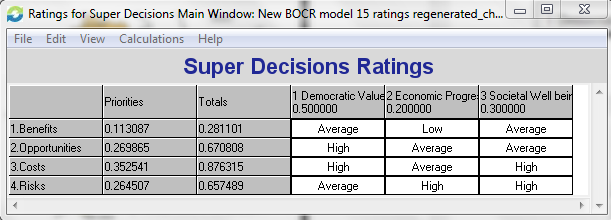 Ratings for Super Decisions Main Window: New BOCR model 15 ratings regenerated_ch...
File Edit View Calculations Help
Super Decisions Ratings
Priorities Totals 1 Democratic Value 2 Economic Progre 3 Societal Well bein
0.500000 0.200000 0.300000
1.Benefits 0.113087 0.281101 Average Low Average
2.Opportunities 0.269865 0.670808 High Average Average
3.Costs 0.352541 0.876315 High Average High
4.Risks 0.264507 0.657489 Average High High